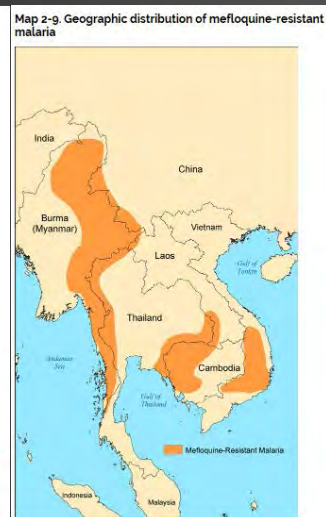 Map 2-9. Geographic distribution of mefloquine-resistant
malaria
India
China
Burma
(Myanmar)
Vietnam
Laos
Gulf of
Tonkin
Thailand
Andaman
Sea
Cambodia
Gulf of
Thailand
Mefloquine-Resistant Malaria
Indonesia
Malaysia